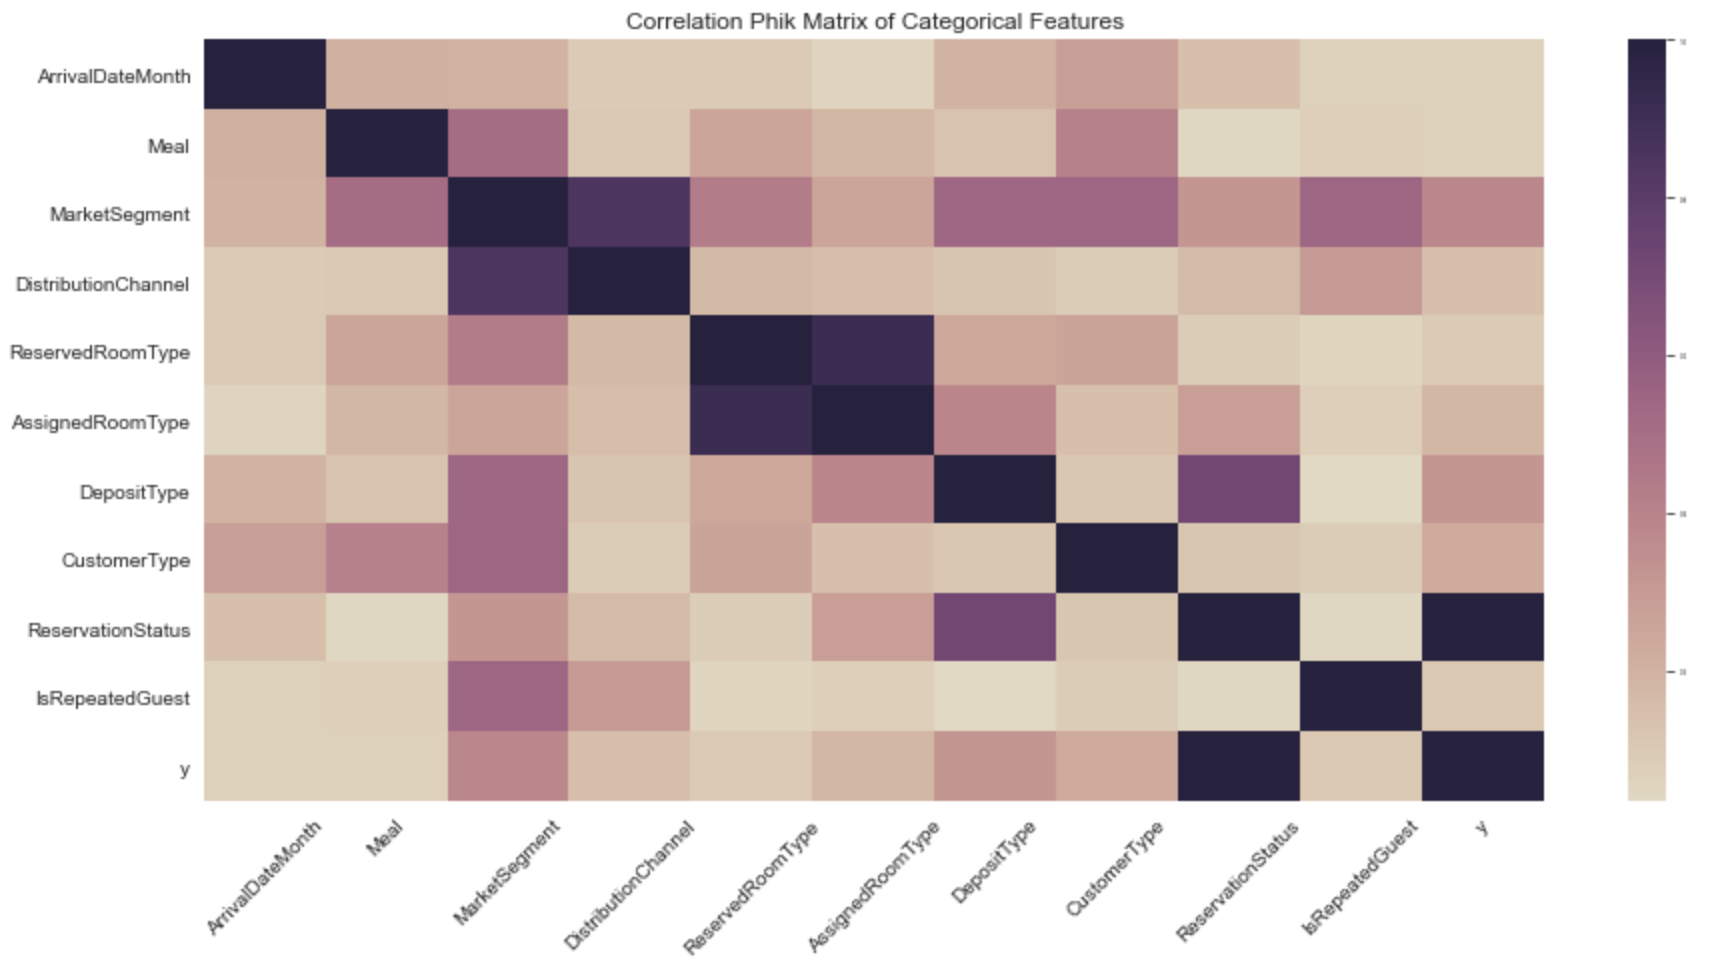 Correlation Phik Matrix of Categorical Features
ArrivalDateMonth
Meal
MarketSegment
DistributionChannel
ReservedRoomType
AssignedRoomType
DepositType
CustomerType
ReservationStatus
IsRepeatedGuest
y
ArrivalDateMonth
Meal
MarketSegment
DistributionChannel
ReservedRoomType
AssignedRoomType
DepositType
CustomerType
ReservationStatus
IsRepeatedGuest
y